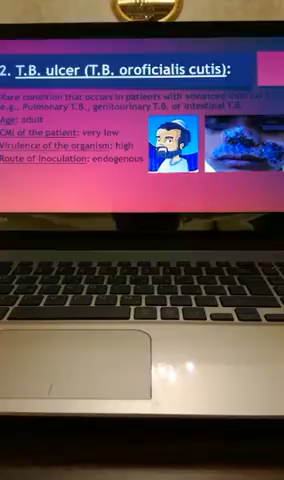 2. T.B. ulcer (T.B. oroficialis cutis):
Rare condition that occurs in patients with advanced
e.g., Pulmonary T.B., genitourinary T.B. or intestinal T.B.
Age: adult
CMI of the patient: very low
Virulence of the organism: high
Route of inoculation: endogenous